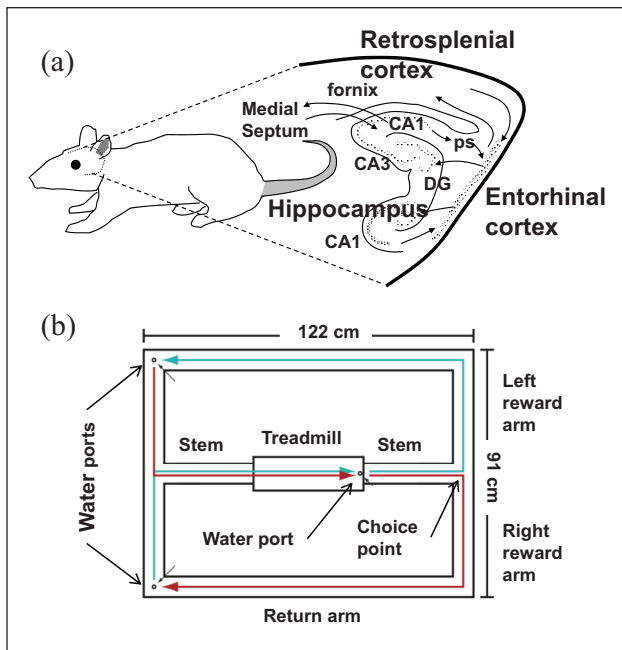 (a)
Retrosplenial
cortex
fornix
Medial
Septum
CA1
ps
CA3
DG
Hippocampus
Entorhinal
cortex
CA1
(b)
122 cm
Water ports
Stem
Treadmill
Stem
Left
reward
arm
91 cm
Water port
Choice
point
Right
reward
arm
Return arm